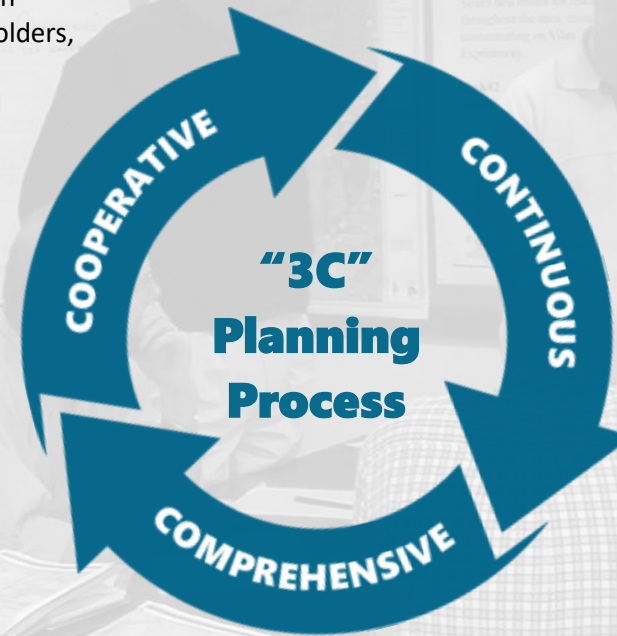 olders,
COOPERATIVE
CONTINUOUS
COMPREHENSIVE
“3C”
Planning
Process